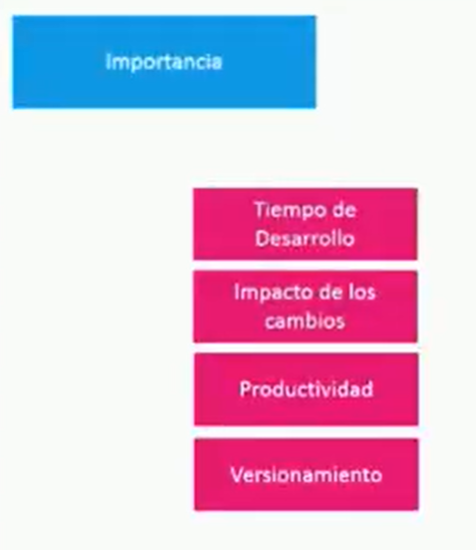 Importancia
Tiempo de
Desarrollo
Impacto de los
cambios
Productividad
Versionamiento